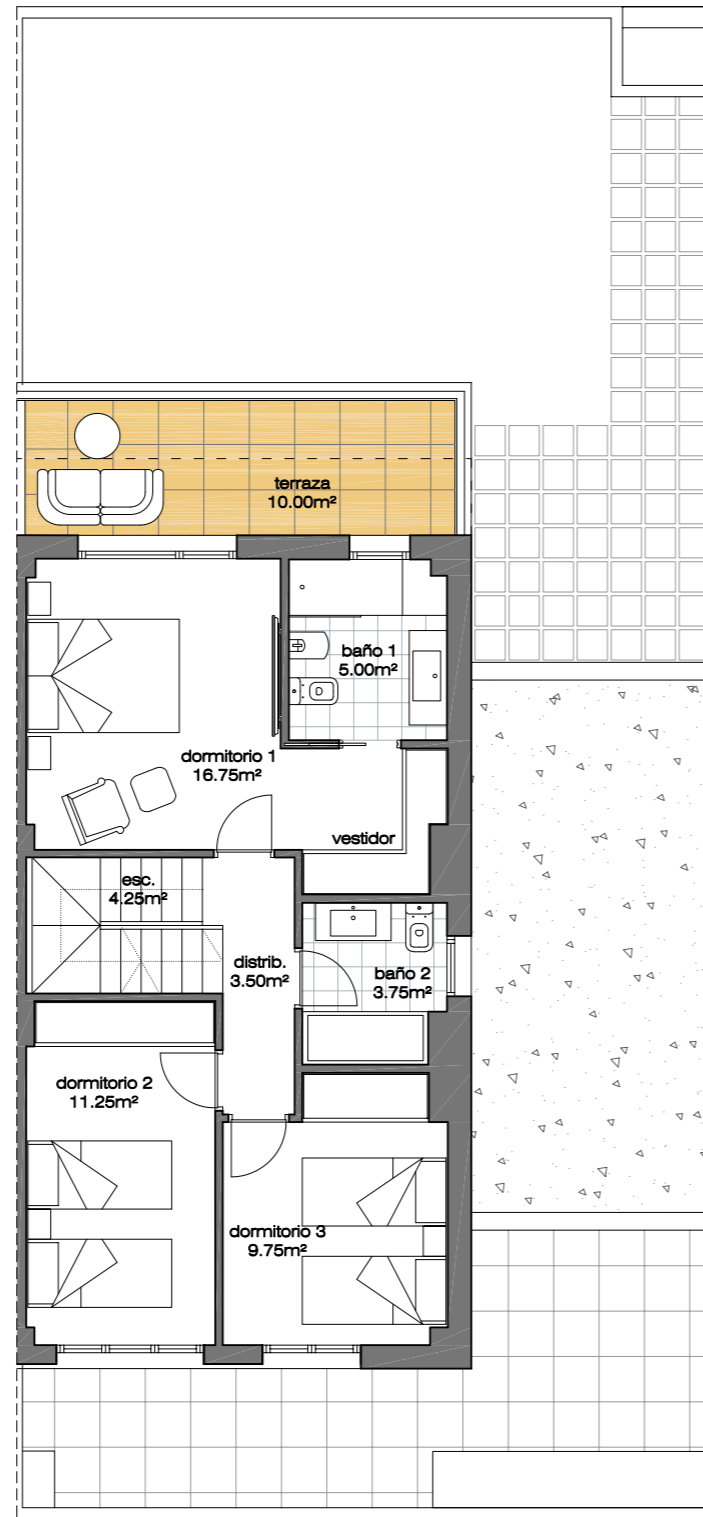 terraza
10.00m²
baño 1
5.00m²
dormitorio 1
16.75m²
vestidor
esc.
4.25m²
distrib.
3.50m²
baño 2
3.75m²
dormitorio 2
11.25m²
dormitorio 3
9.75m²